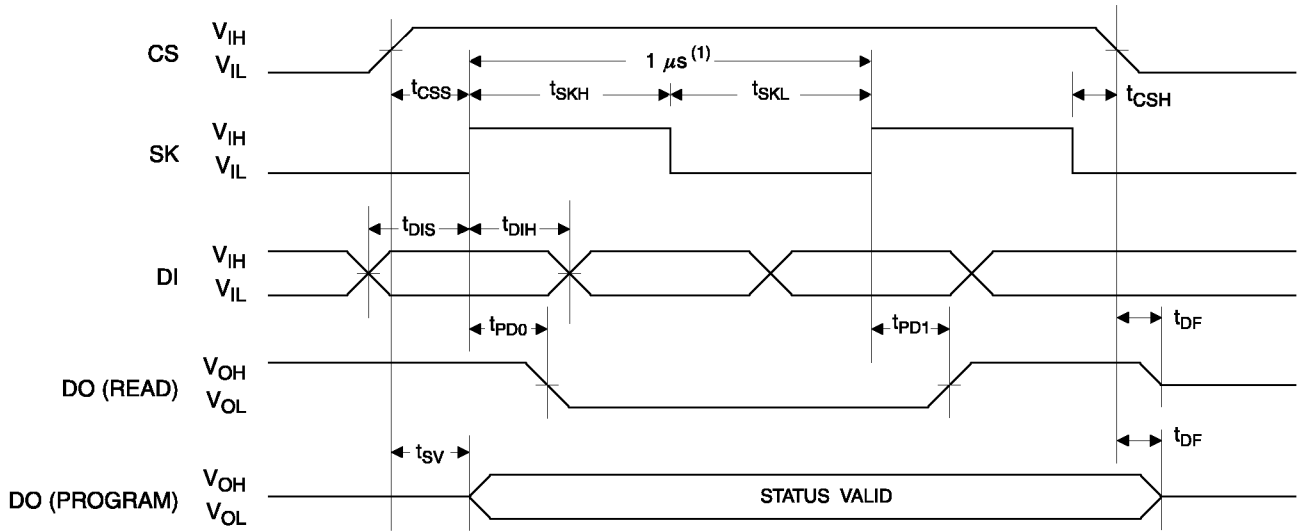 CS
V_IH
V_IL
1 μs (1)
t_CSS
t_SKH
t_SKL
t_CSH
SK
V_IH
V_IL
t_DIS
t_DIH
DI
V_IH
V_IL
t_PD0
t_PD1
t_DF
DO (READ)
V_OH
V_OL
t_SV
t_DF
DO (PROGRAM)
V_OH
V_OL
STATUS VALID